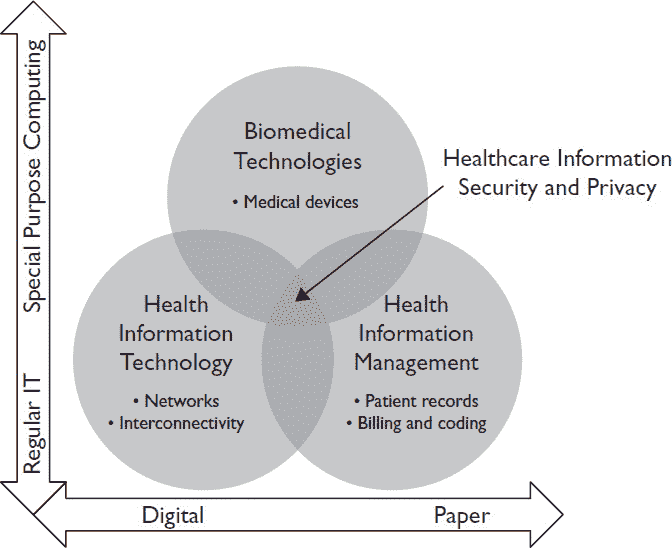 Special Purpose Computing
Regular IT
Biomedical
Technologies
• Medical devices
Healthcare Information
Security and Privacy
Health
Information
Technology
• Networks
• Interconnectivity
Health
Information
Management
• Patient records
• Billing and coding
Digital
Paper